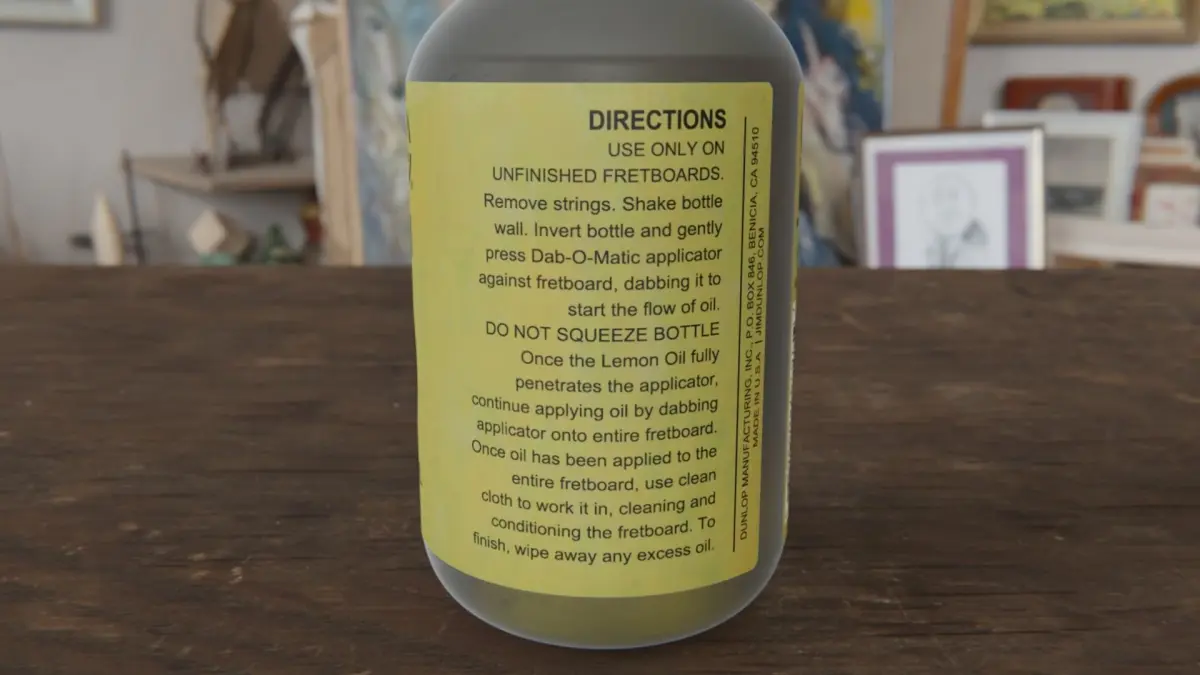 DIRECTIONS
USE ONLY ON
UNFINISHED FRETBOARDS.
Remove strings. Shake bottle
wall. Invert bottle and gently
press Dab-O-Matic applicator
against fretboard, dabbing it to
start the flow of oil.
DO NOT SQUEEZE BOTTLE
Once the Lemon Oil fully
penetrates the applicator,
continue applying oil by dabbing
applicator onto entire fretboard.
Once oil has been applied to the
entire fretboard, use clean
cloth to work it in, cleaning and
conditioning the fretboard. To
finish, wipe away any excess oil.
DUNLOP MANUFACTURING, INC., P.O. BOX 846, BENICIA, CA 94510
MADE IN U.S.A | JIMDUNLOP.COM